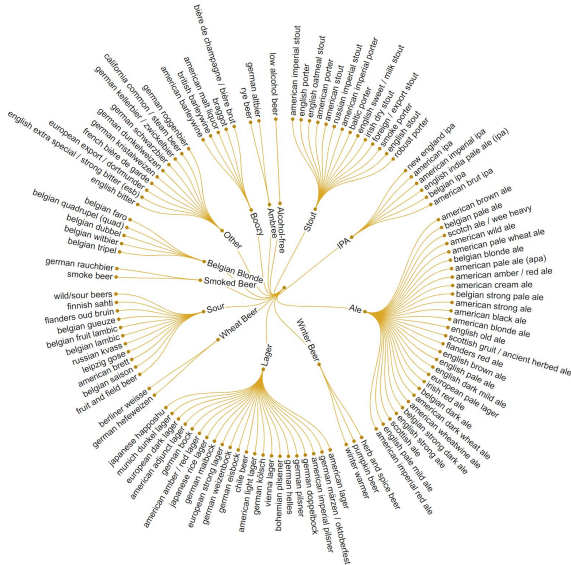 bière de champagne / bière brut
braggot
american malt liquor
british barleywine
american barleywine
Boozy
rye beer
german altbier
Ambree
low alcohol beer
Alcohol-free
american imperial stout
english porter
english oatmeal stout
american porter
american stout
russian imperial stout
american imperial porter
baltic porter
english sweet / milk stout
irish dry stout
foreign / export stout
smoke porter
english stout
robust porter
Stout
new england ipa
american ipa
american imperial ipa
english india pale ale (ipa)
belgian ipa
american brut ipa
IPA
american brown ale
belgian pale ale
scotch ale / wee heavy
american wild ale
american pale wheat ale
belgian blonde ale
american pale ale (apa)
american amber / red ale
american cream ale
belgian strong pale ale
american strong ale
american black ale
american blonde ale
english old ale
scottish gruit / ancient herbed ale
flanders red ale
english brown ale
english pale ale
english dark mild ale
european pale lager
irish red ale
belgian dark ale
american dark wheat ale
american wheatwine ale
belgian strong dark ale
english strong ale
scottish ale
english pale mild ale
american imperial red ale
Ale
herb and spice beer
pumpkin beer
winter warmer
Winter Beer
american lager
german märzen / oktoberfest
american imperial pilsner
german doppelbock
german pilsner
german helles
bohemian pilsener
vienna lager
german kölsch
american light lager
chile beer
german eisbock
german weizenbock
european strong lager
german maibock
japanese rice lager
american amber / red lager
german bock
american adjunct lager
european dark lager
munich dunkel lager
japanese happoshu
Lager
german hefeweizen
berliner weisse
Wheat Beer
fruit and field beer
belgian saison
american brett
leipzig gose
russian kvass
belgian lambic
belgian fruit lambic
belgian gueuze
flanders oud bruin
finnish sahti
wild/sour beers
Sour
smoke beer
german rauchbier
Smoked Beer
belgian tripel
belgian witbier
belgian dubbel
belgian quadrupel (quad)
belgian faro
Belgian Blonde
english bitter
english extra special / strong bitter (esb)
european export / dortmunder
french bière de garde
german kristalweizen
german dunkelweizen
german schwarzbier
german kellerbier / zwickelbier
california common / steam beer
german roggenbier
Other